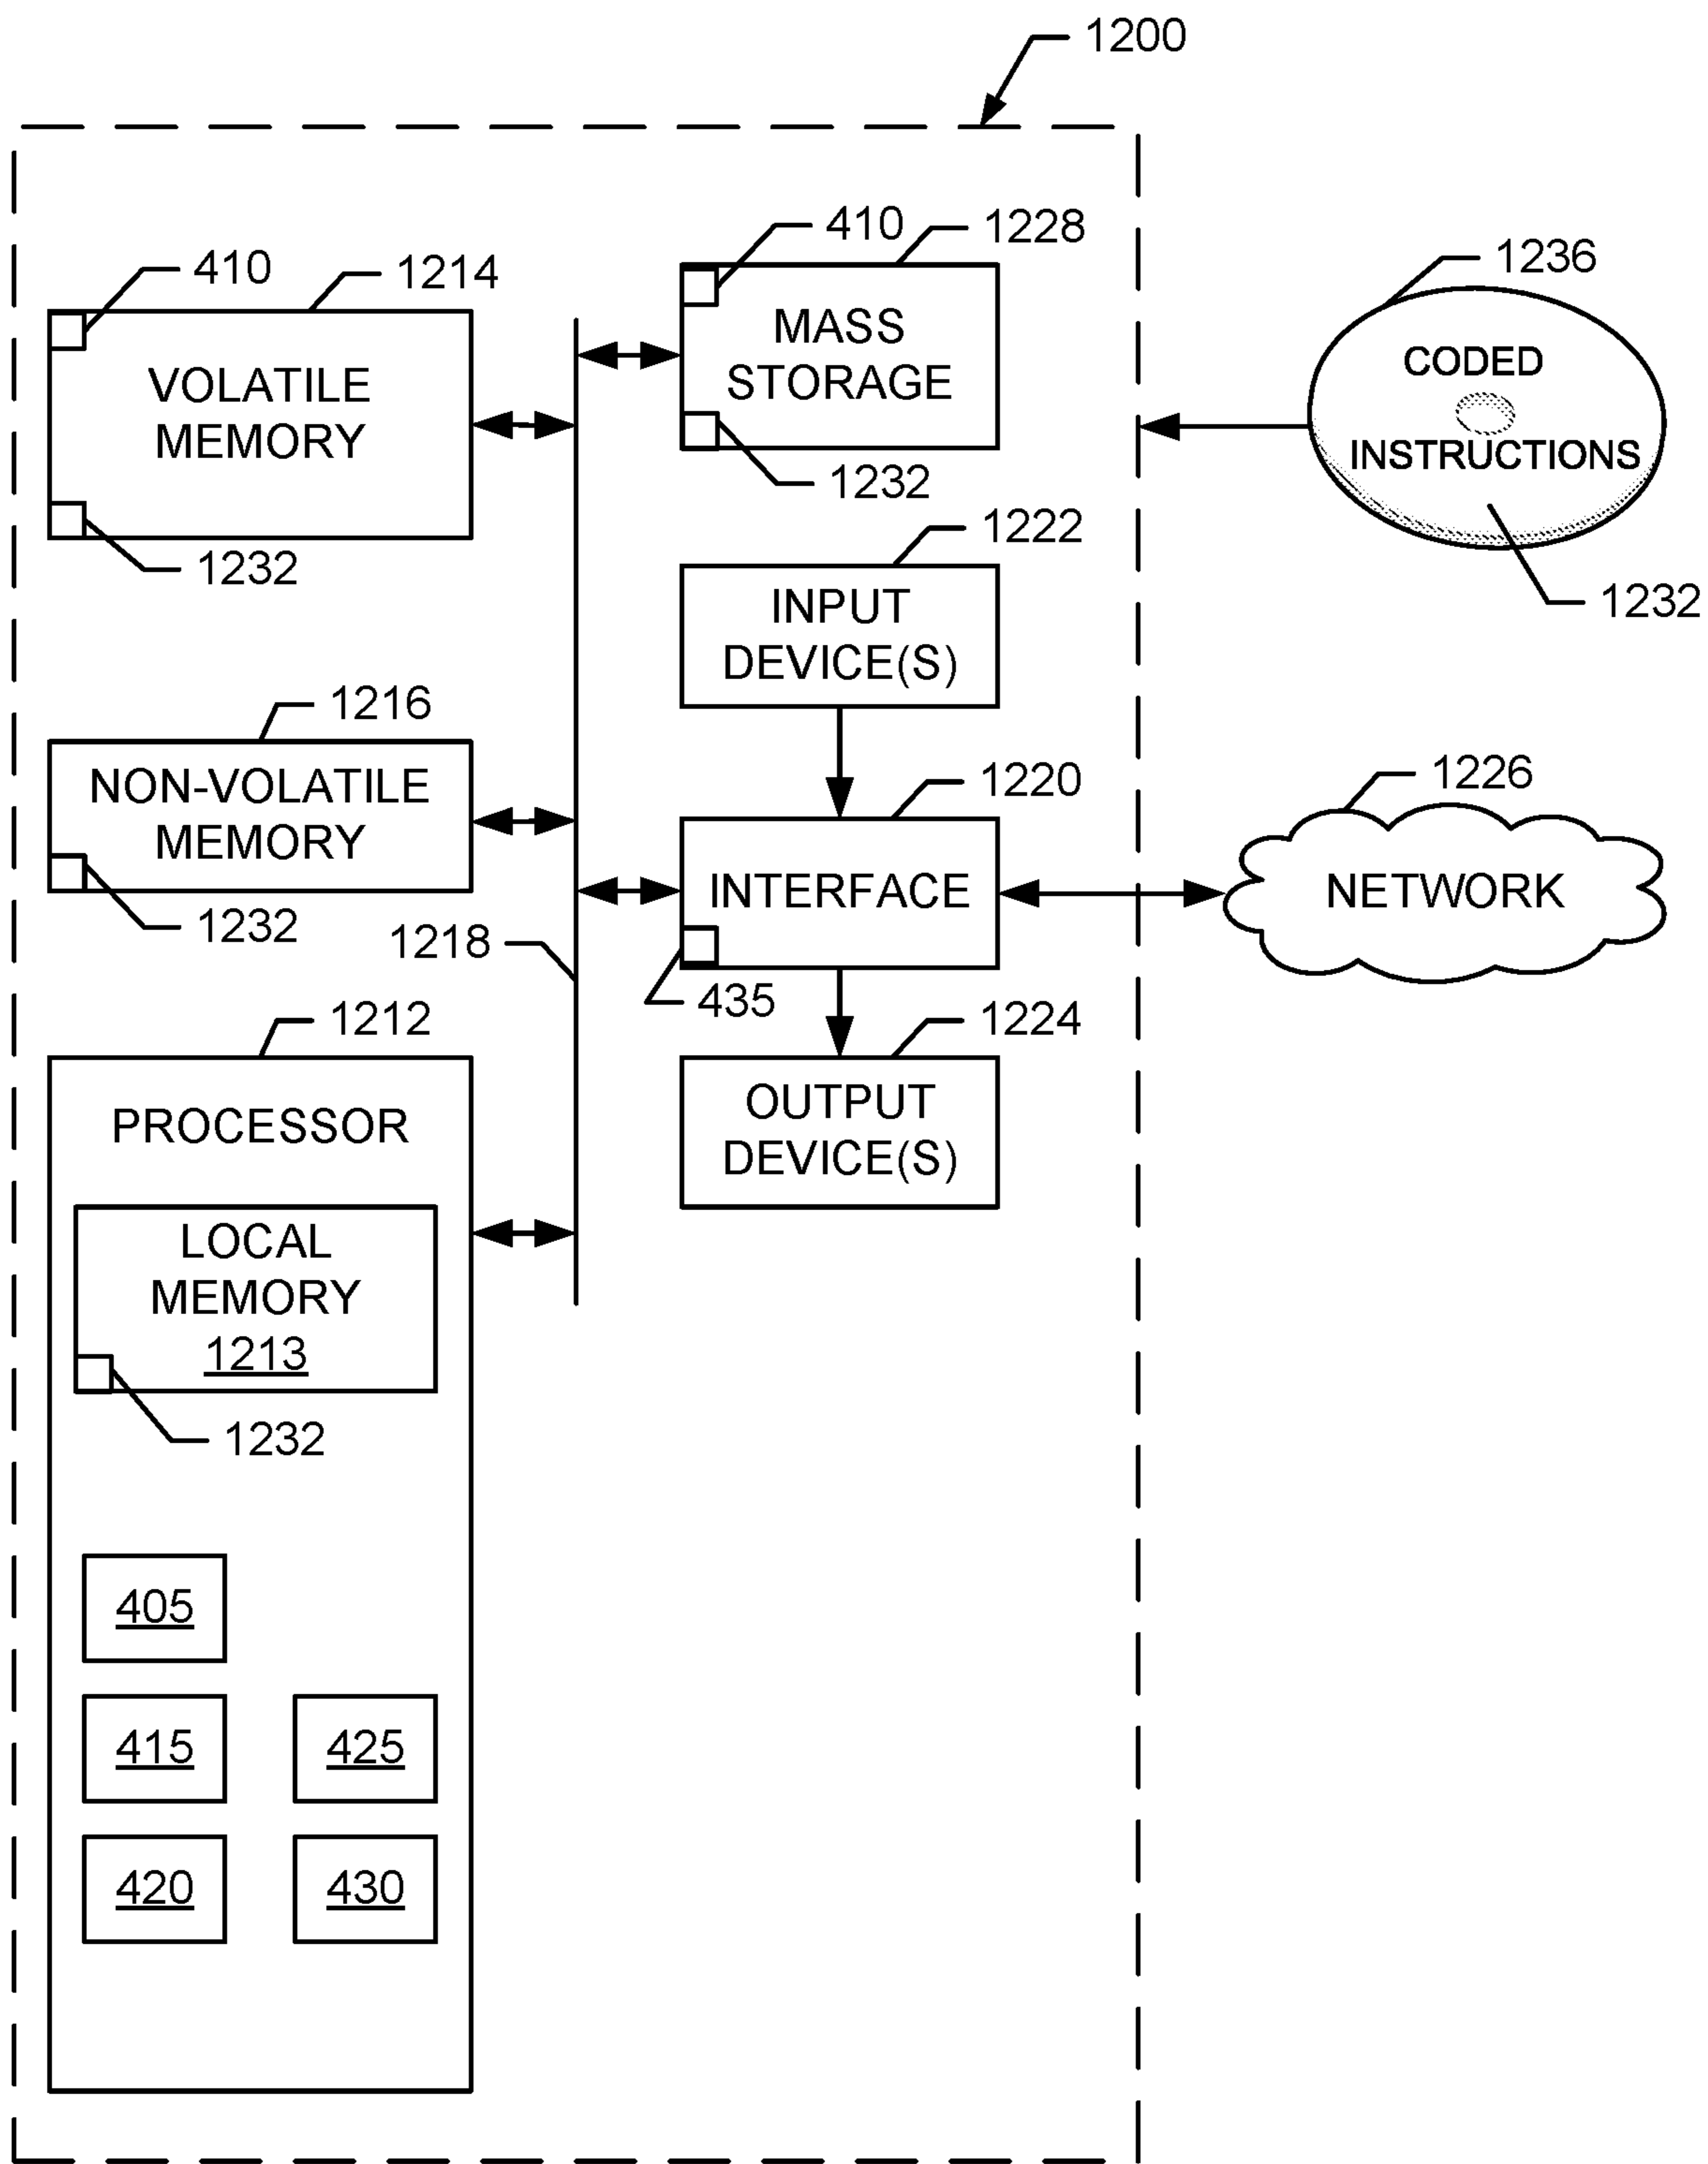 1200
410
1228
410
1214
1236
MASS
STORAGE
CODED
INSTRUCTIONS
VOLATILE
MEMORY
1232
1232
1222
1232
INPUT
DEVICE(S)
1216
1220
1226
NON-VOLATILE
MEMORY
INTERFACE
NETWORK
1232
1218
435
1212
1224
PROCESSOR
OUTPUT
DEVICE(S)
LOCAL
MEMORY
1213
1232
405
415
425
420
430